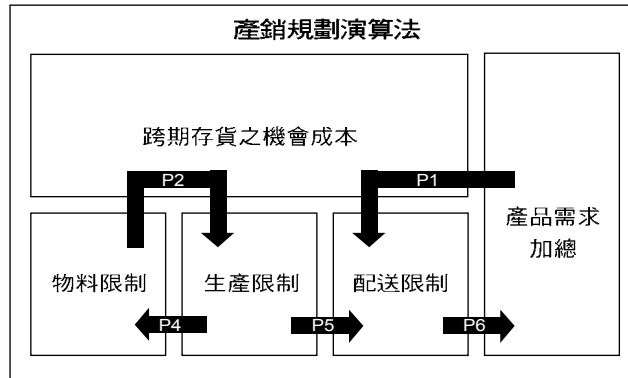 產銷規劃演算法
跨期存貨之機會成本
P2
P1
產品需求
加總
物料限制
生產限制
配送限制
P4
P5
P6